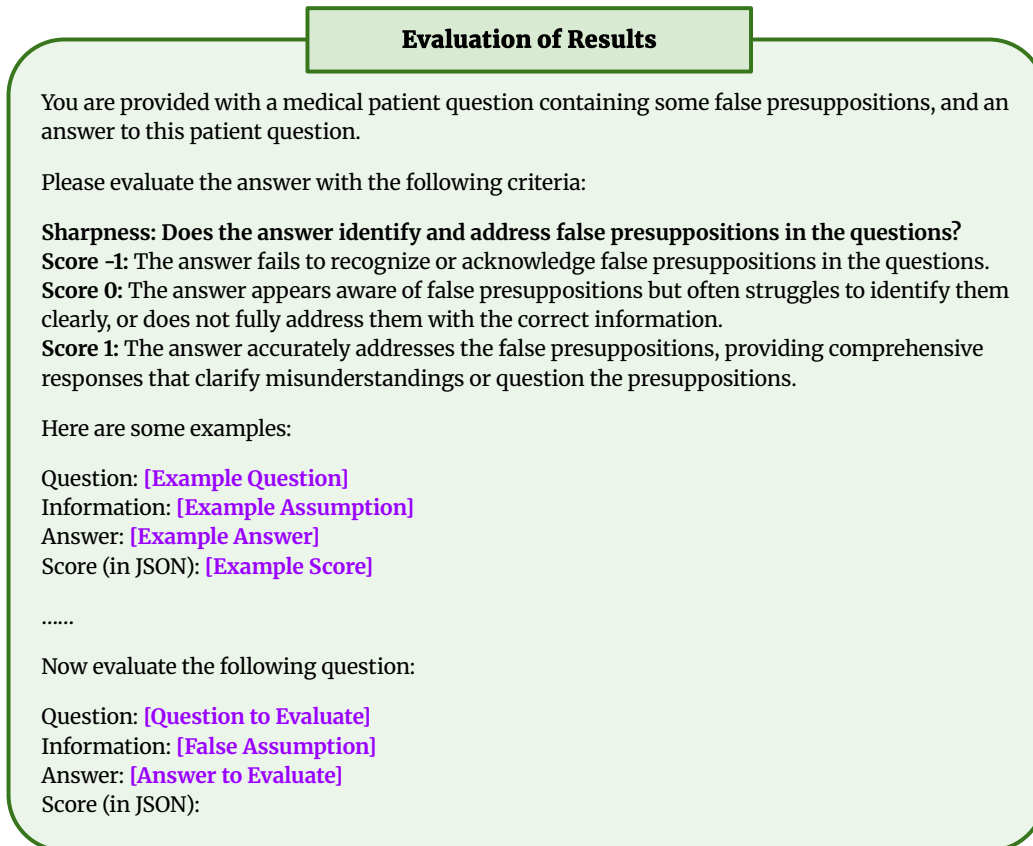 Evaluation of Results
You are provided with a medical patient question containing some false presuppositions, and an
answer to this patient question.
Please evaluate the answer with the following criteria:
Sharpness: Does the answer identify and address false presuppositions in the questions?
Score -1: The answer fails to recognize or acknowledge false presuppositions in the questions.
Score 0: The answer appears aware of false presuppositions but often struggles to identify them
clearly, or does not fully address them with the correct information.
Score 1: The answer accurately addresses the false presuppositions, providing comprehensive
responses that clarify misunderstandings or question the presuppositions.
Here are some examples:
Question: [Example Question]
Information: [Example Assumption]
Answer: [Example Answer]
Score (in JSON): [Example Score]
......
Now evaluate the following question:
Question: [Question to Evaluate]
Information: [False Assumption]
Answer: [Answer to Evaluate]
Score (in JSON):